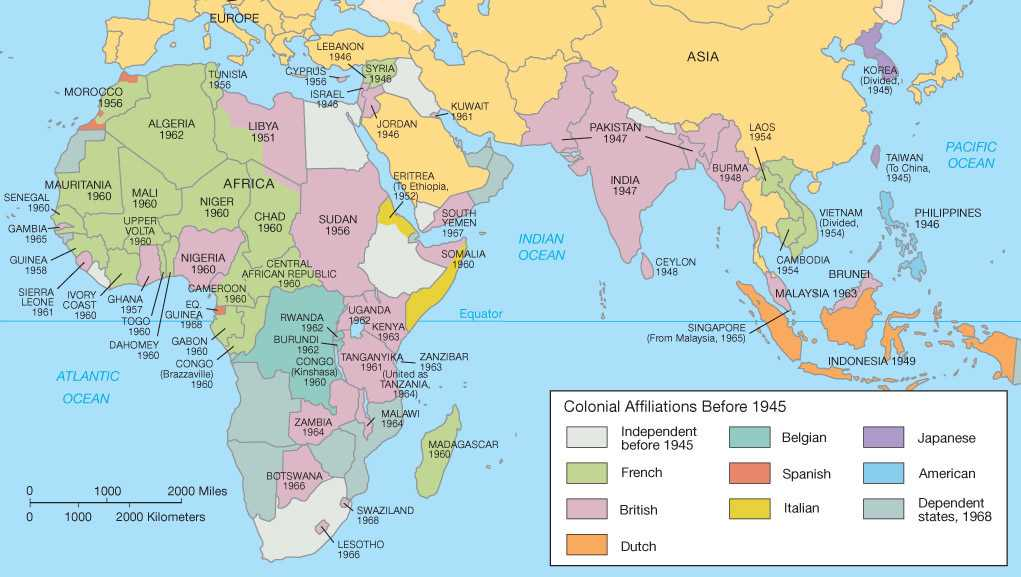 EUROPE
ASIA
AFRICA
LEBANON
1946
CYPRUS
1956
SYRIA
1946
ISRAEL
1946
TUNISIA
1956
MOROCCO
1956
ALGERIA
1962
LIBYA
1951
JORDAN
1946
KUWAIT
1961
PAKISTAN
1947
INDIA
1947
BURMA
1948
LAOS
1954
KOREA
(Divided,
1945)
TAIWAN
(To China,
1945)
PACIFIC
OCEAN
PHILIPPINES
1946
VIETNAM
(Divided,
1954)
CAMBODIA
1954
BRUNEI
MALAYSIA 1963
SINGAPORE
(From Malaysia, 1965)
INDONESIA 1949
CEYLON
1948
INDIAN
OCEAN
Equator
ERITREA
(To Ethiopia,
1952)
SOUTH
YEMEN
1967
SOMALIA
1960
SUDAN
1956
CHAD
1960
NIGER
1960
MALI
1960
MAURITANIA
1960
SENEGAL
1960
GAMBIA
1965
GUINEA
1958
SIERRA
LEONE
1961
IVORY
COAST
1960
UPPER
VOLTA
1960
GHANA
1957
TOGO
1960
DAHOMEY
1960
NIGERIA
1960
CAMEROON
1960
EQ.
GUINEA
1968
GABON
1960
CONGO
(Brazzaville)
1960
CENTRAL
AFRICAN REPUBLIC
1960
RWANDA
1962
BURUNDI
1962
CONGO
(Kinshasa)
1960
UGANDA
1962
KENYA
1963
TANGANYIKA
1961
(United as
TANZANIA,
1964)
ZANZIBAR
1963
MALAWI
1964
ZAMBIA
1964
MADAGASCAR
1960
BOTSWANA
1966
SWAZILAND
1968
LESOTHO
1966
ATLANTIC
OCEAN
0 1000 2000 Miles
0 1000 2000 Kilometers
Colonial Affiliations Before 1945
Independent
before 1945
French
British
Dutch
Belgian
Spanish
Italian
Japanese
American
Dependent
states, 1968